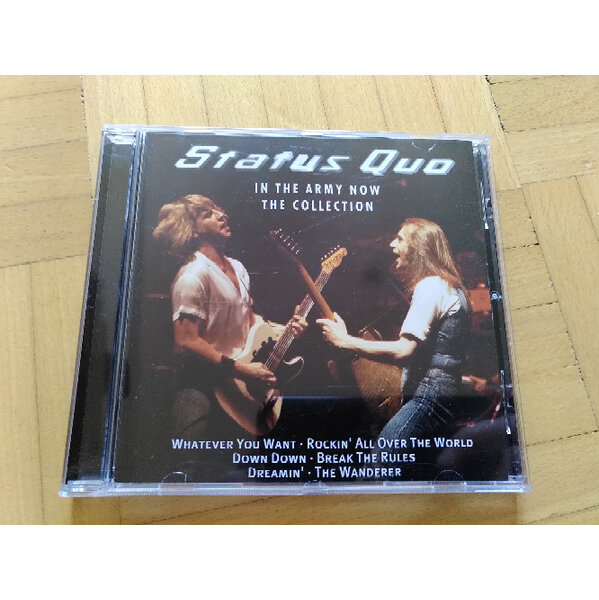 Status Quo
IN THE ARMY NOW
THE COLLECTION
WHATEVER YOU WANT · ROCKIN' ALL OVER THE WORLD
DOWN DOWN · BREAK THE RULES
DREAMIN' · THE WANDERER